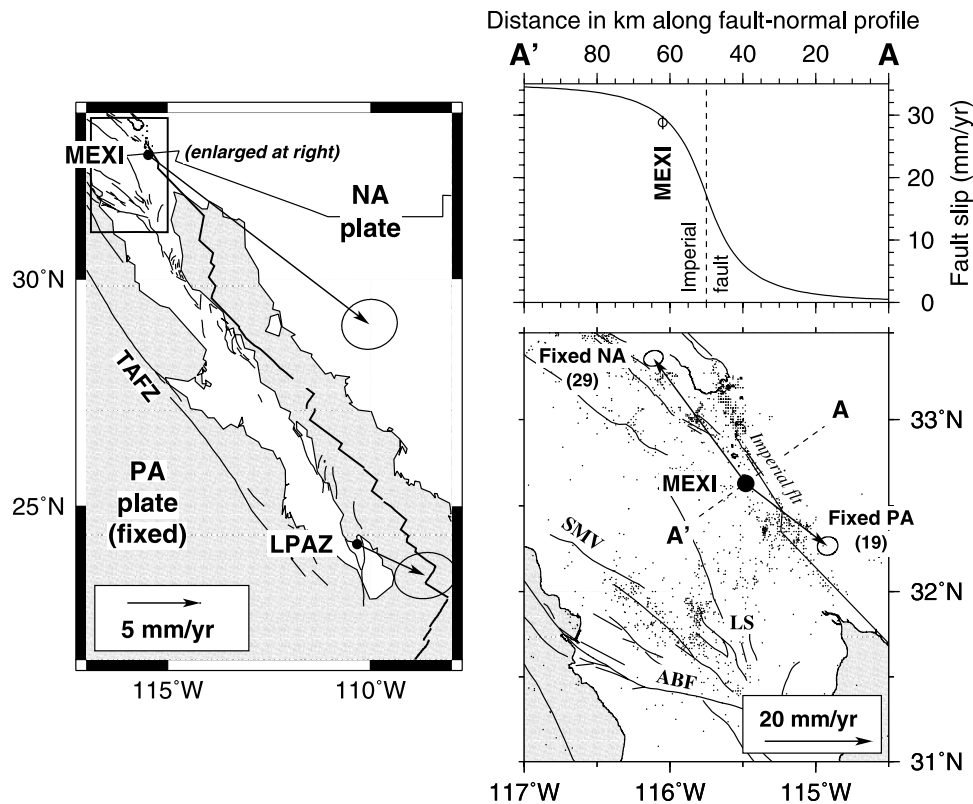 MEXI
(enlarged at right)
NA
plate
30˚N
TAFZ
PA
plate
(fixed)
25˚N
LPAZ
5 mm/yr
115˚W
110˚W
Distance in km along fault-normal profile
A’
80
60
40
20
A
30
20
10
0
Fault slip (mm/yr)
MEXI
Imperial
fault
Fixed NA
(29)
A
33˚N
Imperial flt
MEXI
Fixed PA
(19)
A’
SMV
32˚N
LS
ABF
20 mm/yr
31˚N
117˚W
116˚W
115˚W